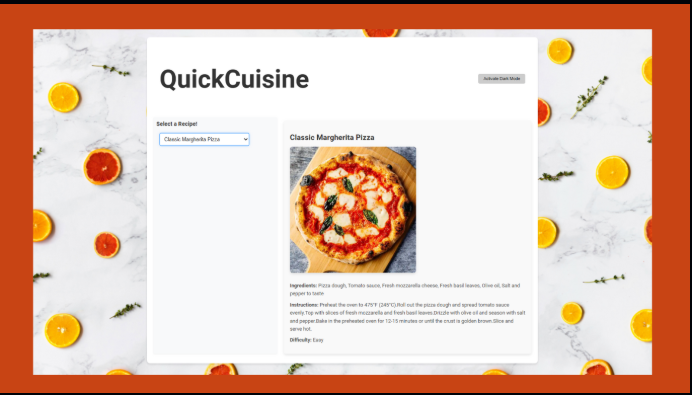 QuickCuisine
Activate Dark Mode
Select a Recipe!
Classic Margherita Pizza
Classic Margherita Pizza
Ingredients: Pizza dough, Tomato sauce, Fresh mozzarella cheese, Fresh basil leaves, Olive oil, Salt and
pepper to taste
Instructions: Preheat the oven to 475°F (245°C).Roll out the pizza dough and spread tomato sauce
evenly.Top with slices of fresh mozzarella and fresh basil leaves.Drizzle with olive oil and season with salt
and pepper.Bake in the preheated oven for 12-15 minutes or until the crust is golden brown.Slice and
serve hot.
Difficulty: Easy